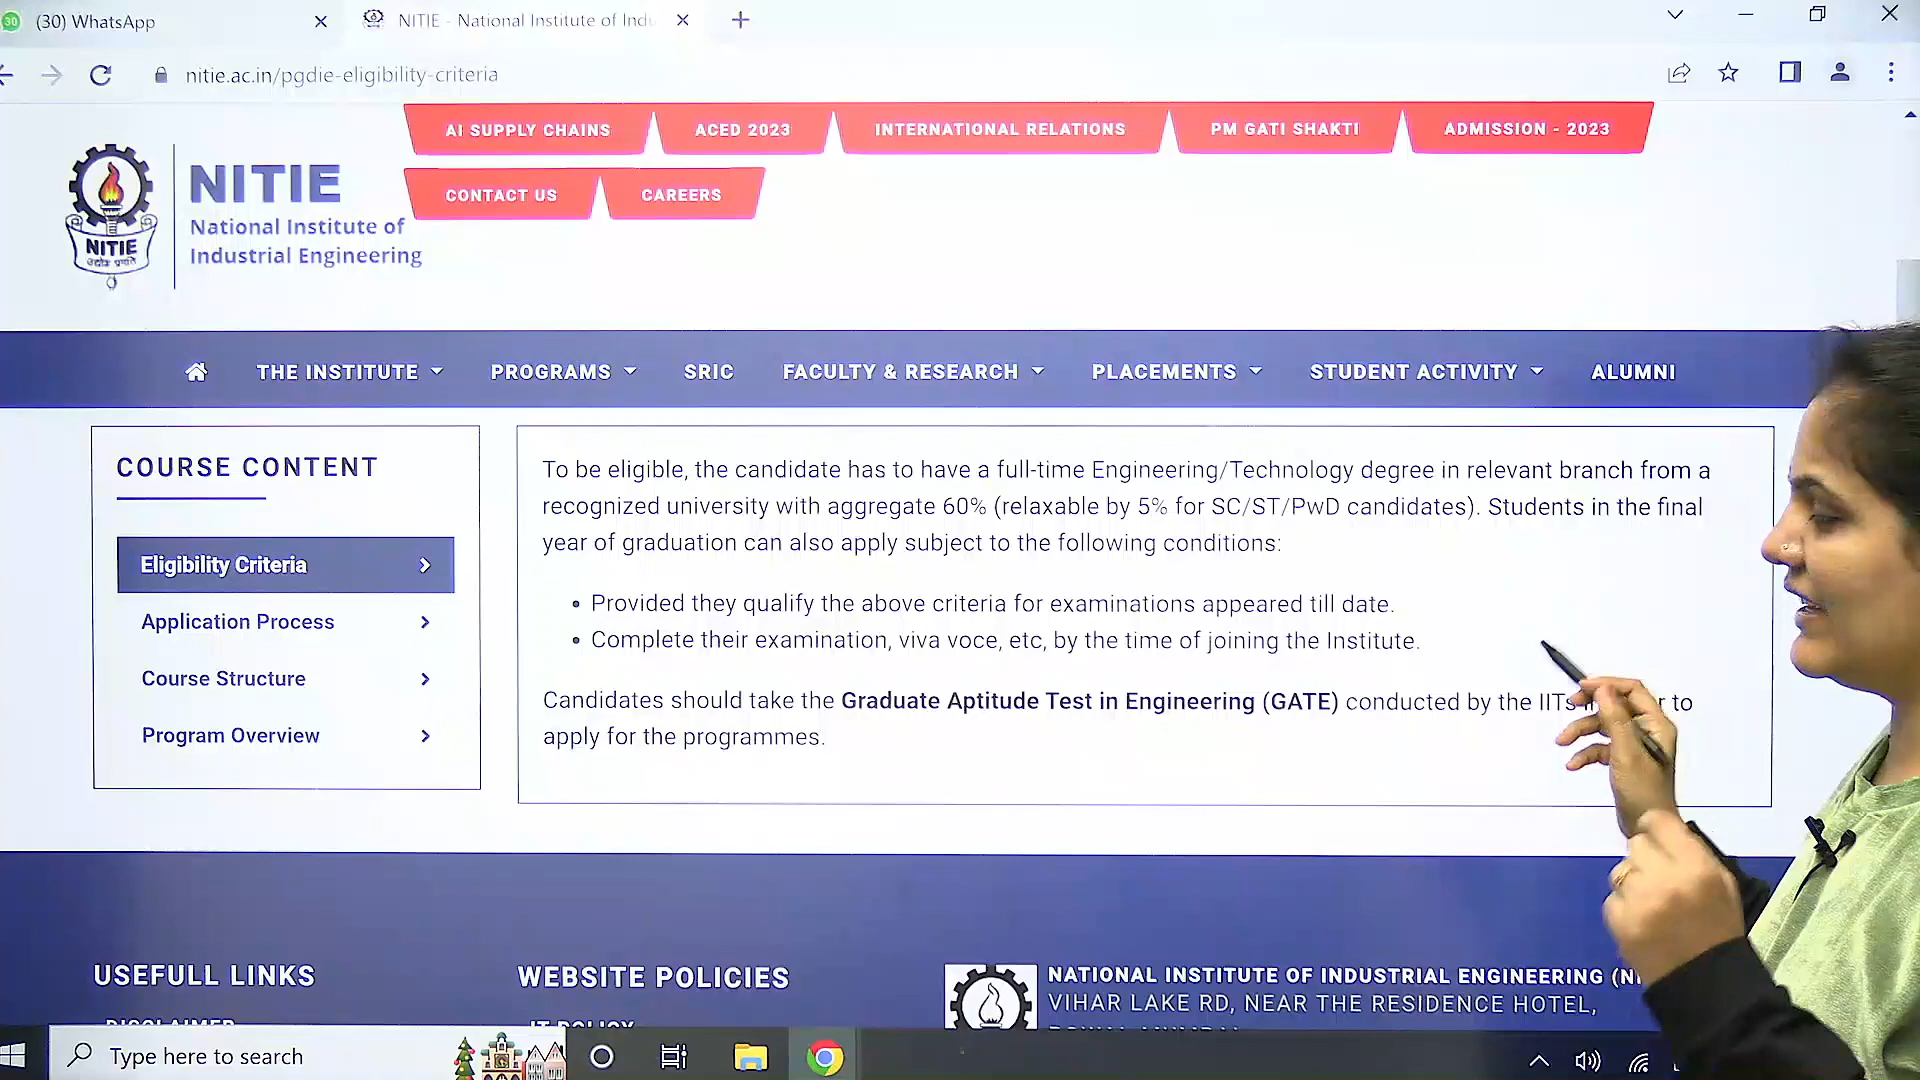 30
(30) WhatsApp
NITIE - National Institute of Indu
nitie.ac.in/pgdie-eligibility-criteria
AI SUPPLY CHAINS
ACED 2023
INTERNATIONAL RELATIONS
PM GATI SHAKTI
ADMISSION - 2023
CONTACT US
CAREERS
NITIE
National Institute of
Industrial Engineering
NITIE
THE INSTITUTE
PROGRAMS
SRIC
FACULTY & RESEARCH
PLACEMENTS
STUDENT ACTIVITY
ALUMNI
COURSE CONTENT
Eligibility Criteria
Application Process
Course Structure
Program Overview
To be eligible, the candidate has to have a full-time Engineering/Technology degree in relevant branch from a
recognized university with aggregate 60% (relaxable by 5% for SC/ST/PwD candidates). Students in the final
year of graduation can also apply subject to the following conditions:
• Provided they qualify the above criteria for examinations appeared till date.
• Complete their examination, viva voce, etc, by the time of joining the Institute.
Candidates should take the Graduate Aptitude Test in Engineering (GATE) conducted by the IITs to
apply for the programmes.
USEFULL LINKS
DISCLAIMER
WEBSITE POLICIES
IT POLICY
NATIONAL INSTITUTE OF INDUSTRIAL ENGINEERING
VIHAR LAKE RD, NEAR THE RESIDENCE HOTEL,
Type here to search